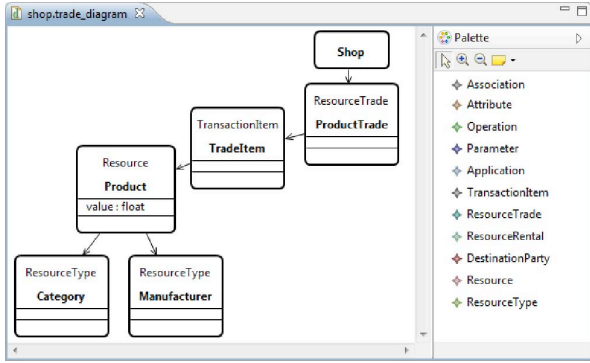 shop.trade_diagram
Shop
ResourceTrade
ProductTrade
TransactionItem
TradeItem
Resource
Product
value : float
ResourceType
Category
ResourceType
Manufacturer
Palette
Association
Attribute
Operation
Parameter
Application
TransactionItem
ResourceTrade
ResourceRental
DestinationParty
Resource
ResourceType